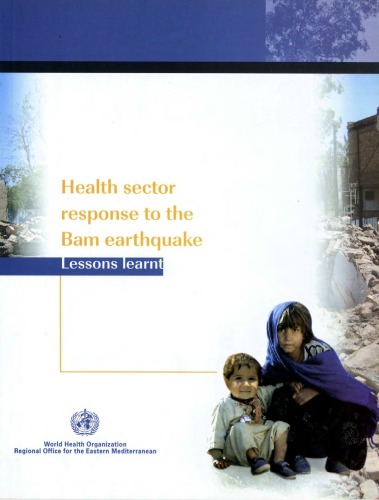 Health sector
response to the
Bam earthquake
Lessons learnt
World Health Organization
Regional Office for the Eastern Mediterranean